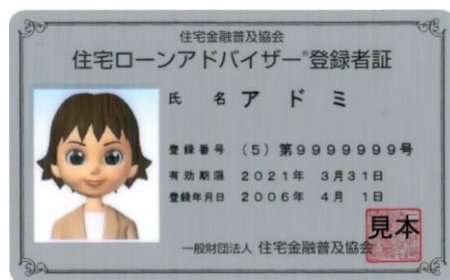 住宅金融普及協会
住宅ローンアドバイザー®登録者証
氏 名 ア ド ミ
登録番号 (5) 第9999999号
有効期限 2021年 3月31日
登録年月日 2006年 4月 1日
見本
一般財団法人 住宅金融普及協会